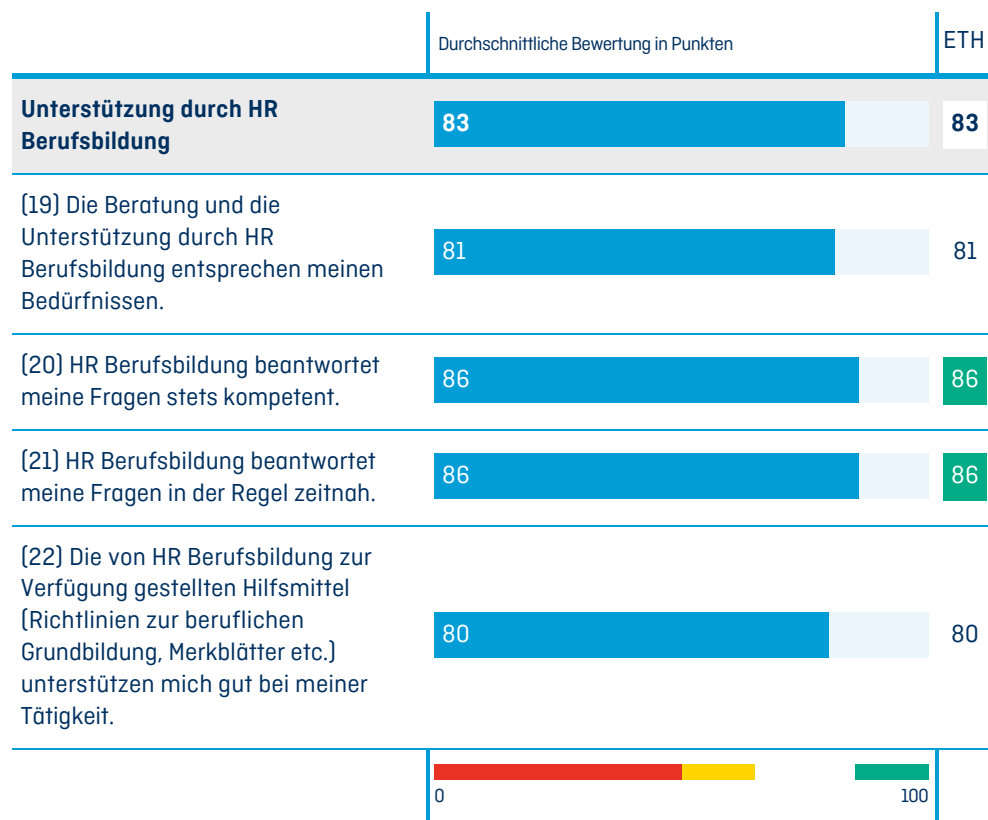 Durchschnittliche Bewertung in Punkten
ETH
Unterstützung durch HR
Berufsbildung
83
83
(19) Die Beratung und die
Unterstützung durch HR
Berufsbildung entsprechen meinen
Bedürfnissen.
81
81
(20) HR Berufsbildung beantwortet
meine Fragen stets kompetent.
86
86
(21) HR Berufsbildung beantwortet
meine Fragen in der Regel zeitnah.
86
86
(22) Die von HR Berufsbildung zur
Verfügung gestellten Hilfsmittel
(Richtlinien zur beruflichen
Grundbildung, Merkblätter etc.)
unterstützen mich gut bei meiner
Tätigkeit.
80
80
0
100